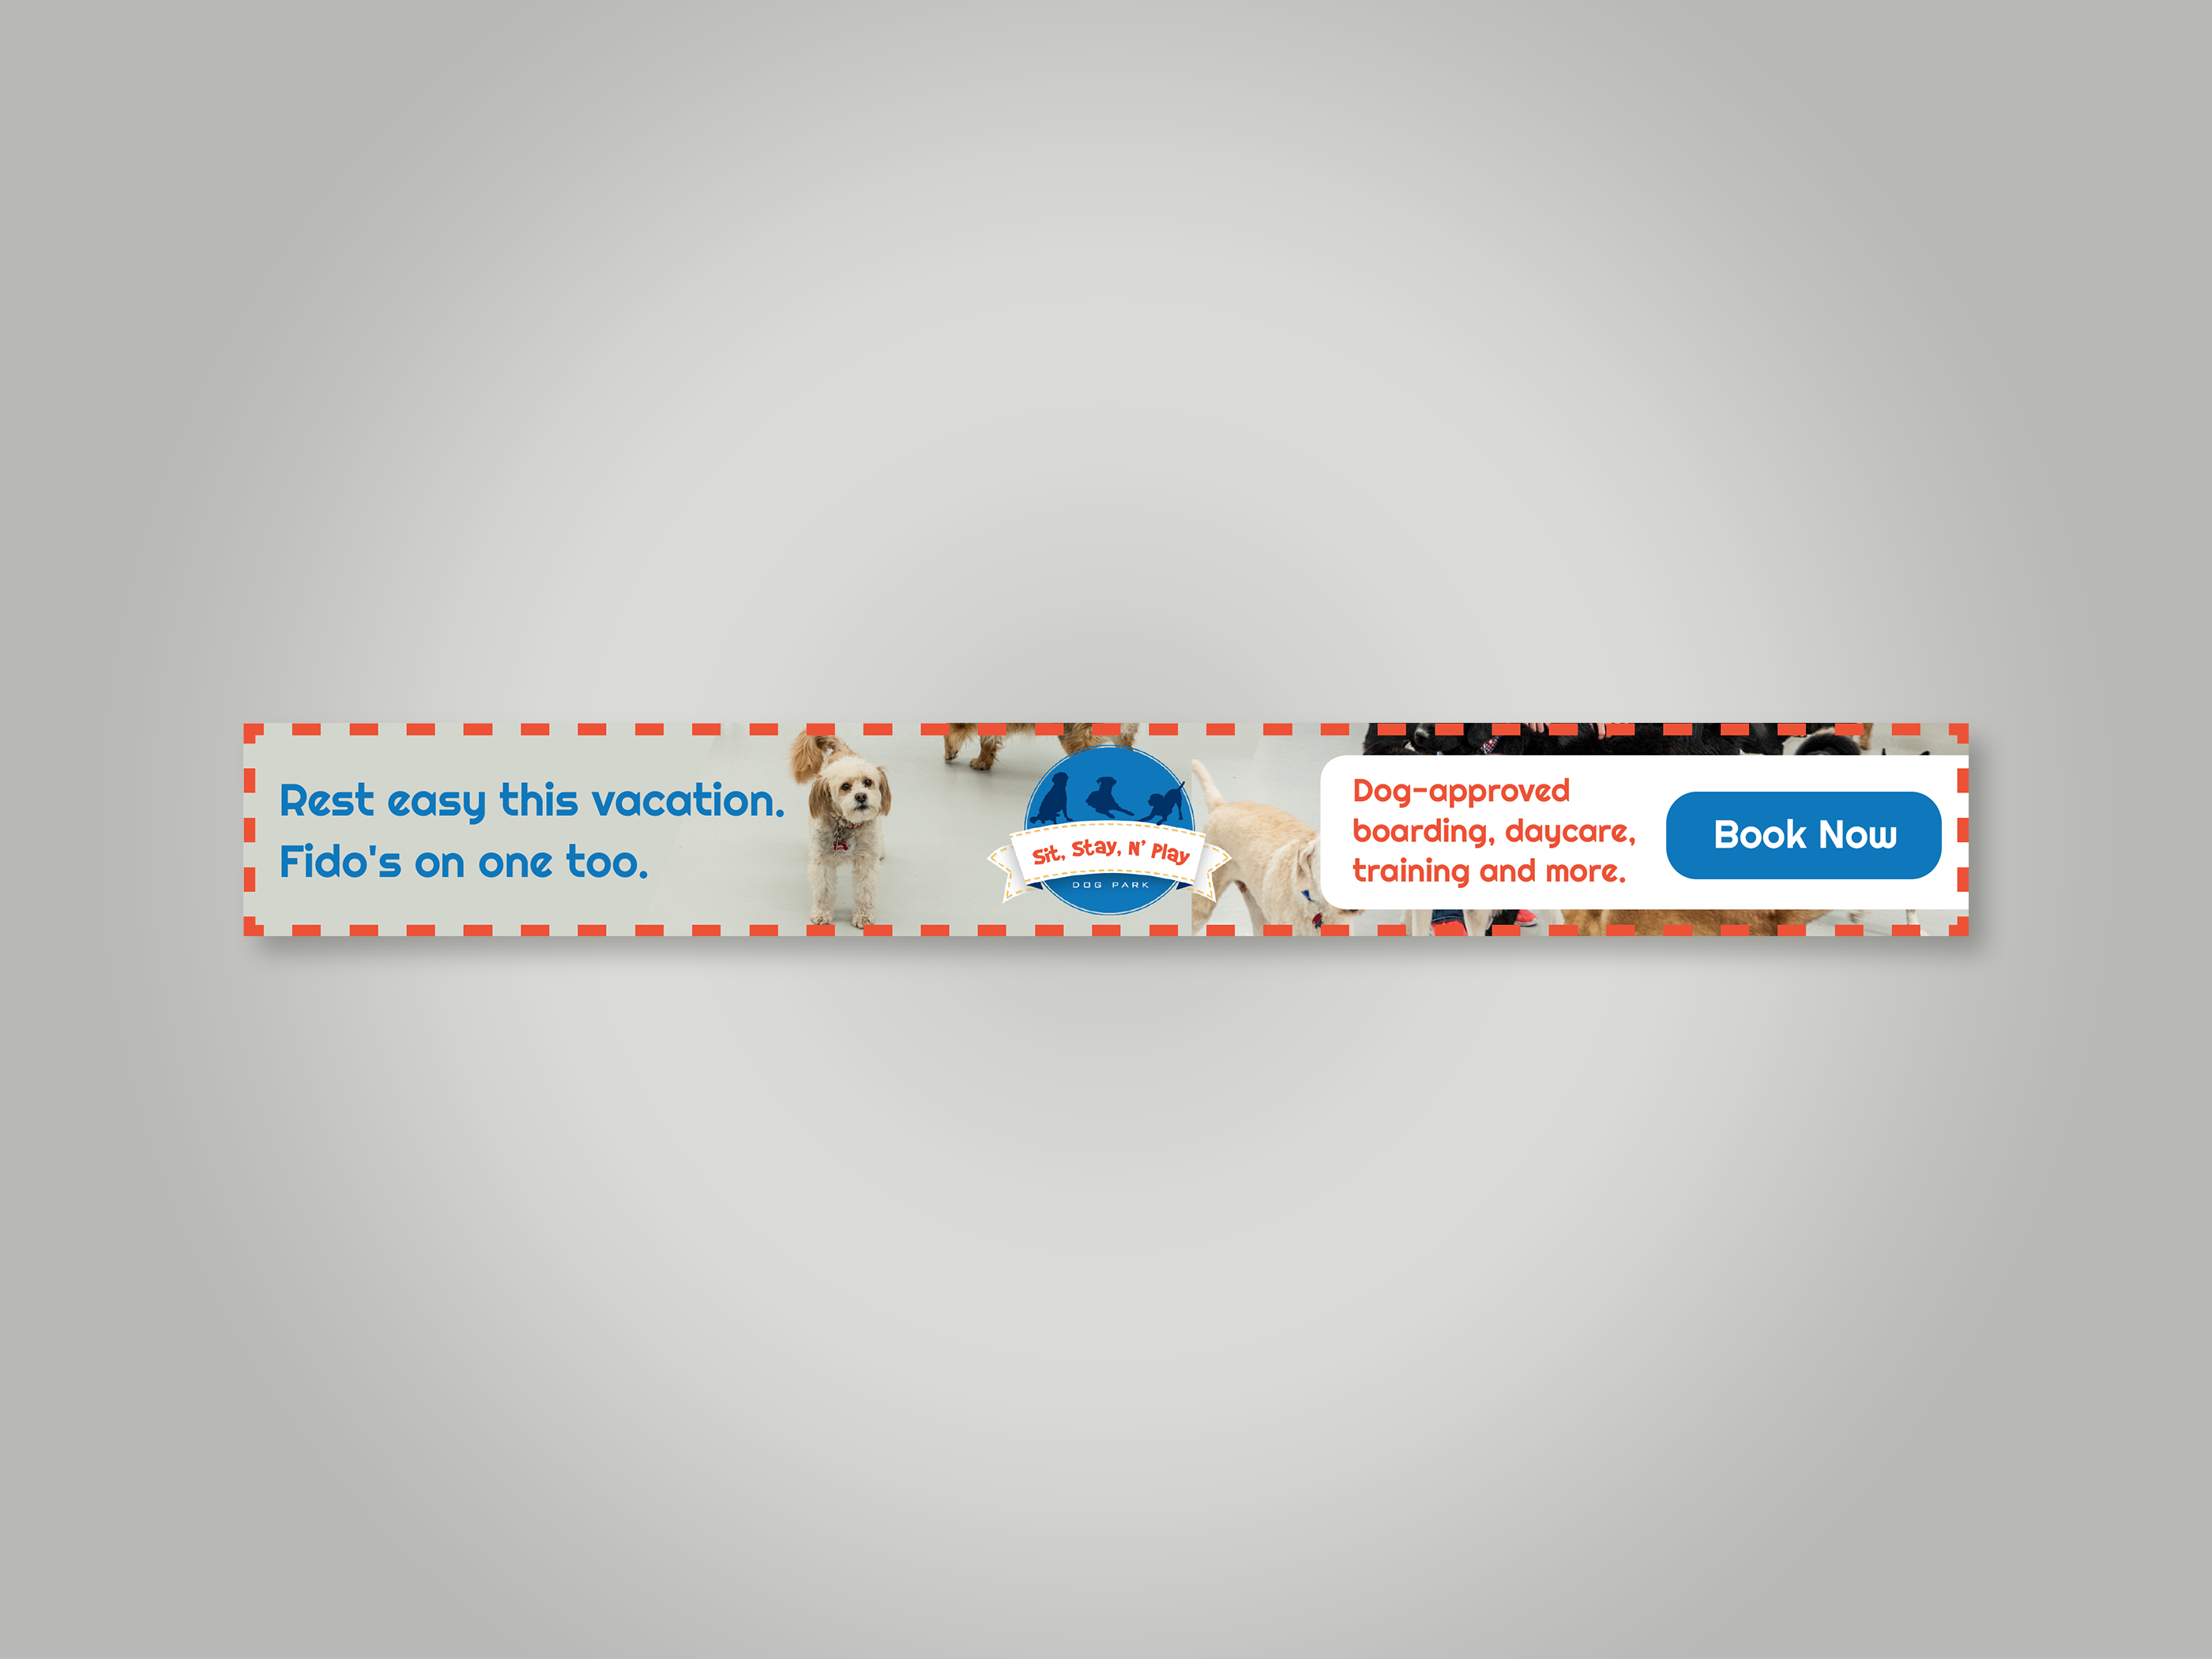 Rest easy this vacation.
Fido's on one too.
Sit, Stay, N' Play
DOG PARK
Dog-approved
boarding, daycare,
training and more.
Book Now